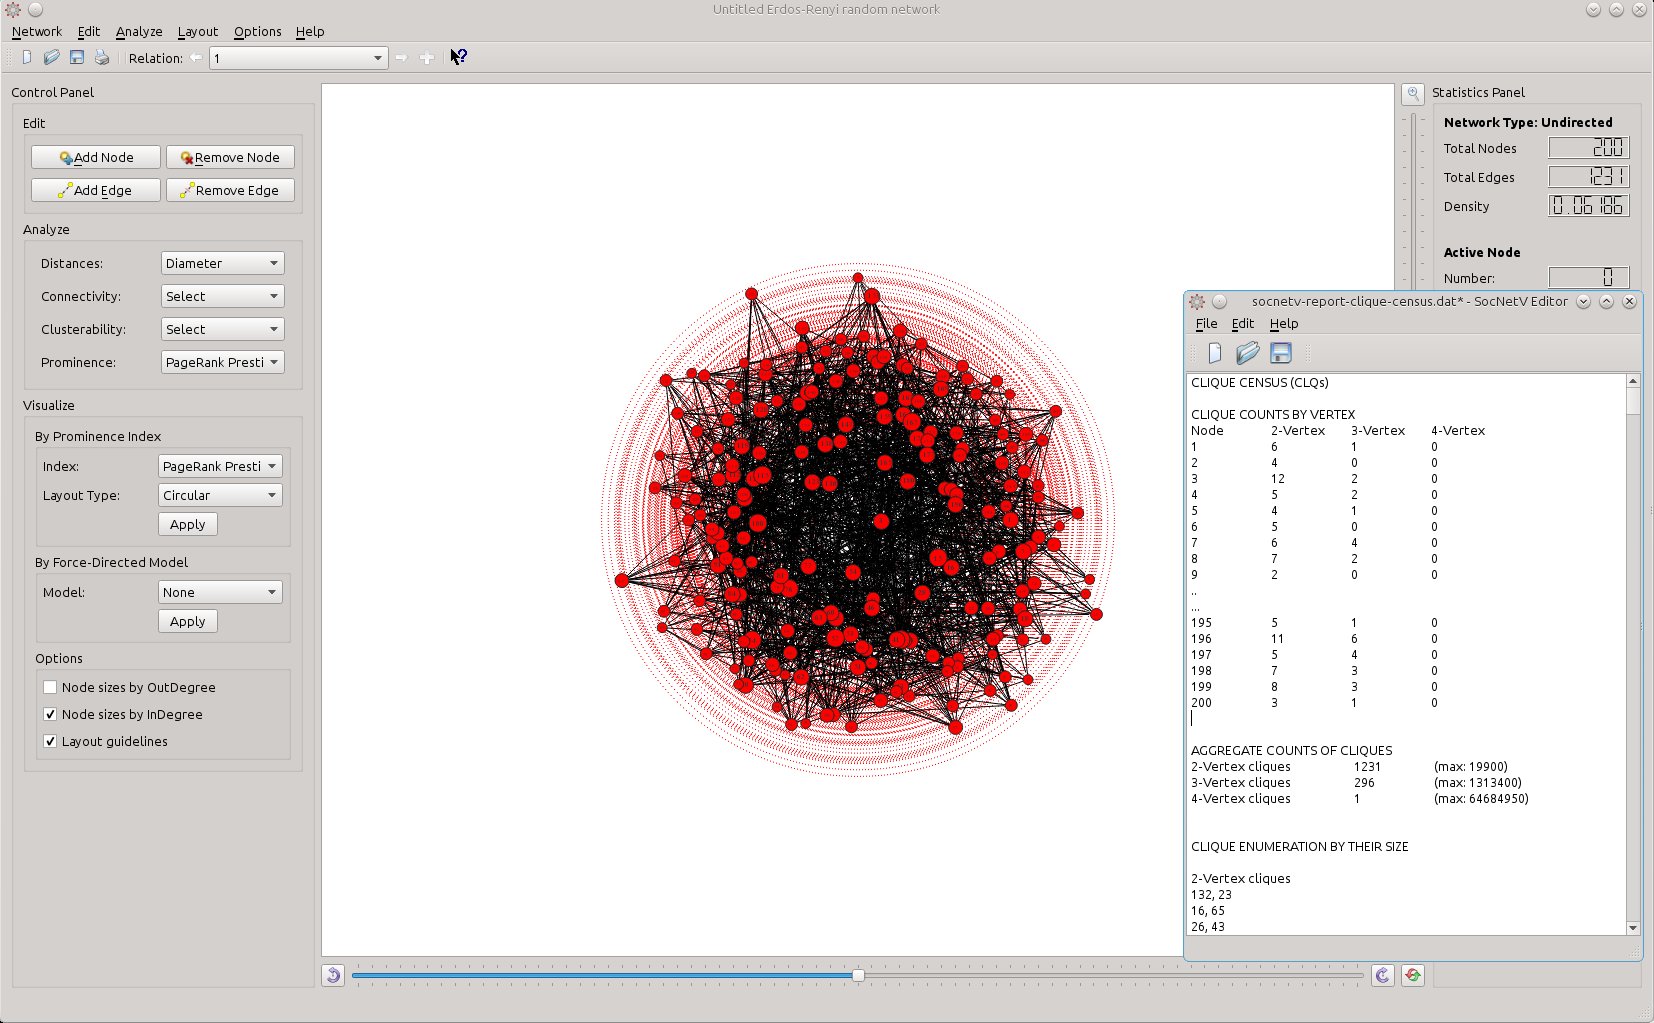 Untitled Erdos-Renyi random network
Network Edit Analyze Layout Options Help
Relation: 1
Control Panel
Edit
Add Node Remove Node
Add Edge Remove Edge
Analyze
Distances: Diameter
Connectivity: Select
Clusterability: Select
Prominence: PageRank Presti
Visualize
By Prominence Index
Index: PageRank Presti
Layout Type: Circular
Apply
By Force-Directed Model
Model: None
Apply
Options
Node sizes by OutDegree
Node sizes by InDegree
Layout guidelines
Statistics Panel
Network Type: Undirected
Total Nodes 200
Total Edges 1231
Density 0.06186
Active Node
Number: 0
socnetv-report-clique-census.dat* - SocNetV Editor
File Edit Help
CLIQUE CENSUS (CLQs)
CLIQUE COUNTS BY VERTEX
Node 2-Vertex 3-Vertex 4-Vertex
1 6 1 0
2 4 0 0
3 12 2 0
4 5 2 0
5 4 1 0
6 5 0 0
7 6 4 0
8 7 2 0
9 2 0 0
..
...
195 5 1 0
196 11 6 0
197 5 4 0
198 7 3 0
199 8 3 0
200 3 1 0
AGGREGATE COUNTS OF CLIQUES
2-Vertex cliques 1231 (max: 19900)
3-Vertex cliques 296 (max: 1313400)
4-Vertex cliques 1 (max: 64684950)
CLIQUE ENUMERATION BY THEIR SIZE
2-Vertex cliques
132, 23
16, 65
26, 43